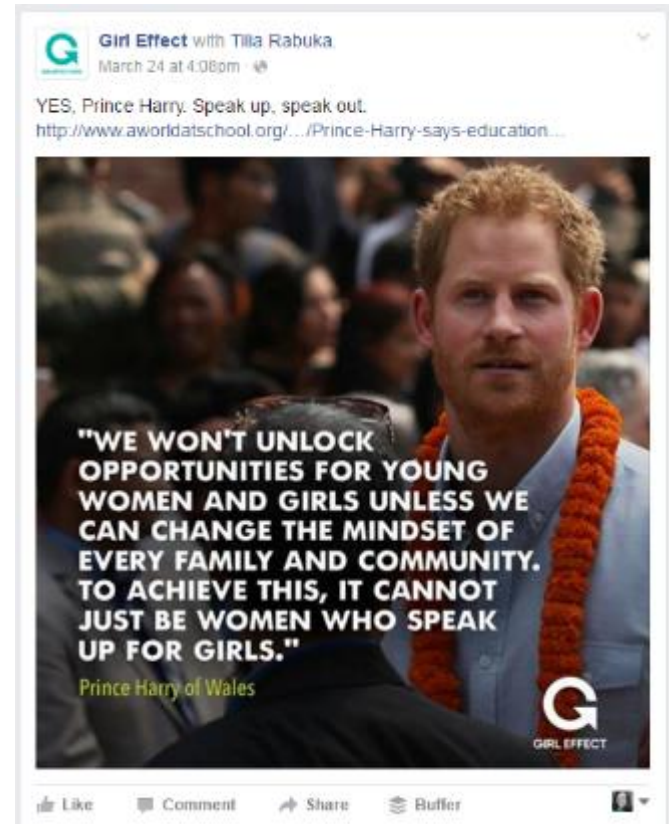 Girl Effect with Tilia Rabuka
March 24 at 4:08pm
YES, Prince Harry. Speak up, speak out.
http://www.aworldatschool.org/…/Prince-Harry-says-education…
"WE WON'T UNLOCK
OPPORTUNITIES FOR YOUNG
WOMEN AND GIRLS UNLESS WE
CAN CHANGE THE MINDSET OF
EVERY FAMILY AND COMMUNITY.
TO ACHIEVE THIS, IT CANNOT
JUST BE WOMEN WHO SPEAK
UP FOR GIRLS."
Prince Harry of Wales
GIRL EFFECT
Like Comment Share Buffer